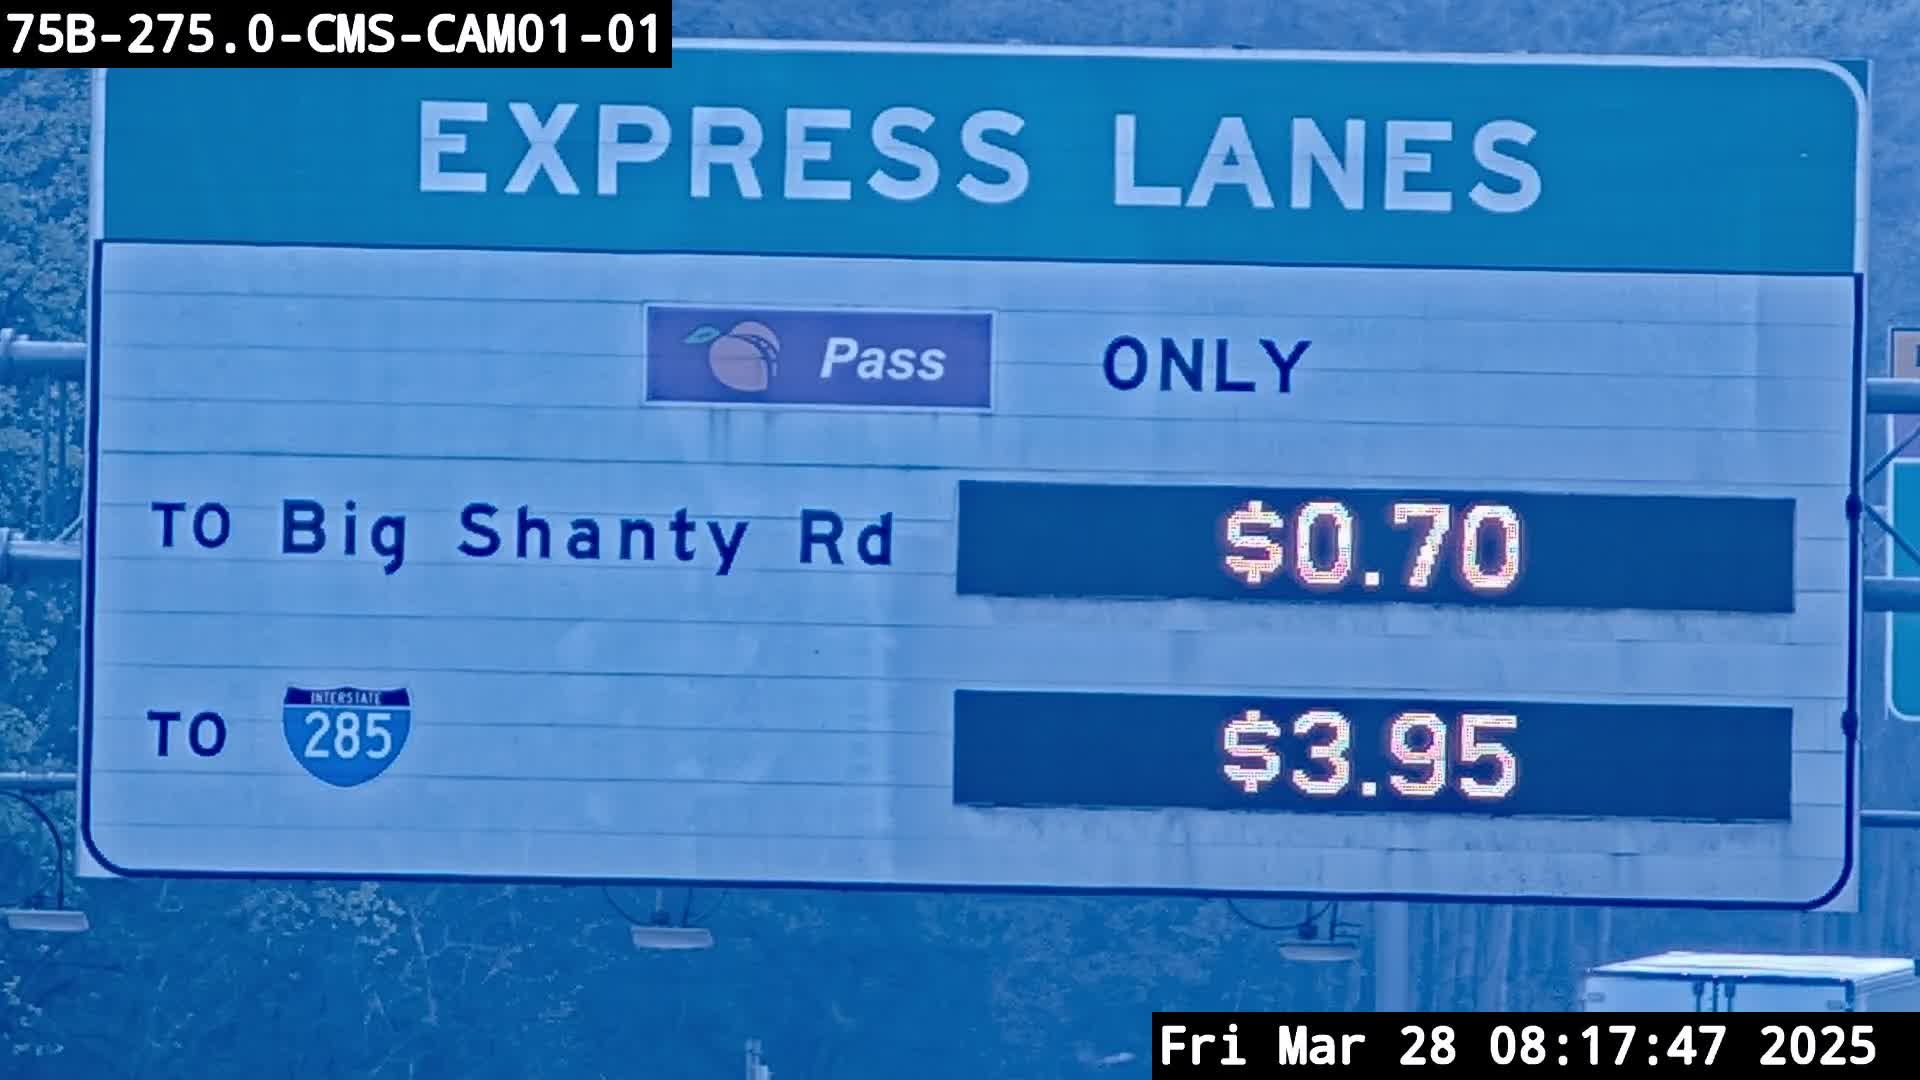 75B-275.0-CMS-CAM01-01
EXPRESS LANES
Pass ONLY
TO Big Shanty Rd $0.70
INTERSTATE
TO 285 $3.95
Fri Mar 28 08:17:47 2025